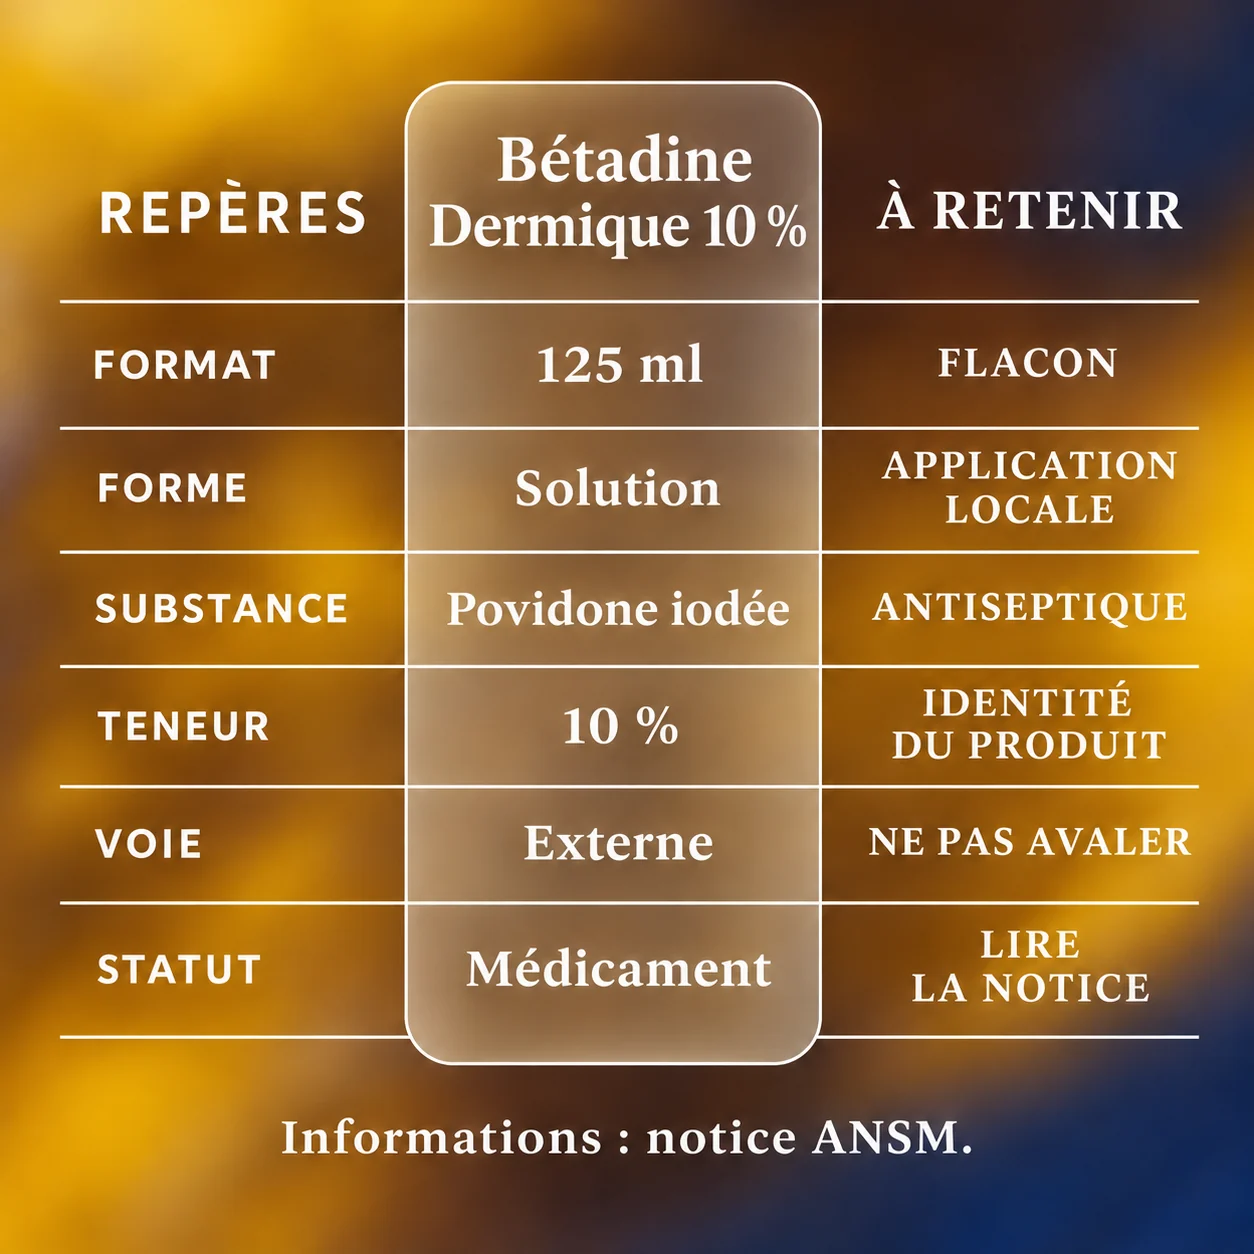 REPÈRES
Bétadine
Dermique 10 %
À RETENIR
FORMAT
125 ml
FLACON
FORME
Solution
APPLICATION
LOCALE
SUBSTANCE
Povidone iodée
ANTISEPTIQUE
TENEUR
10 %
IDENTITÉ
DU PRODUIT
VOIE
Externe
NE PAS AVALER
STATUT
Médicament
LIRE
LA NOTICE
Informations : notice ANSM.